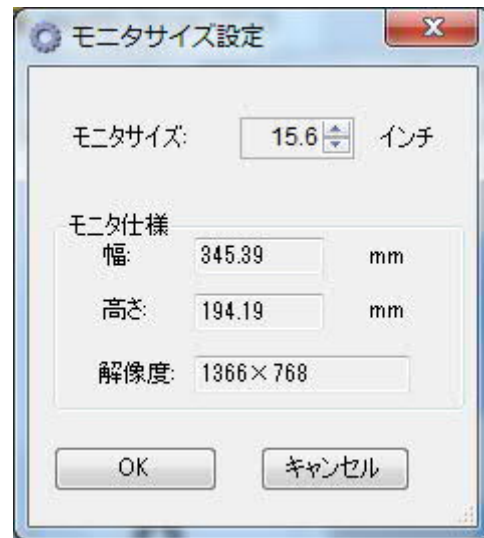 モニタサイズ設定
モニタサイズ: 15.6 インチ
モニタ仕様
幅: 345.39 mm
高さ: 194.19 mm
解像度: 1366×768
OK キャンセル